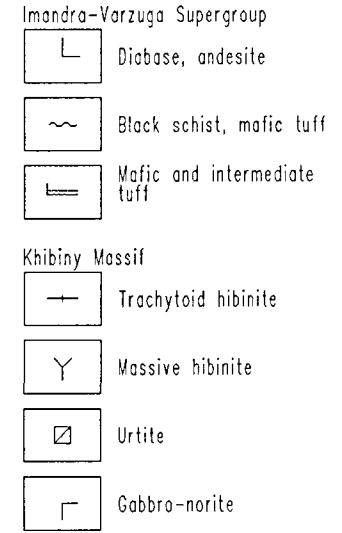 Imandra-Varzuga Supergroup
Diabase, andesite
Black schist, mafic tuff
Mafic and intermediate
tuff
Khibiny Massif
Trachytoid hibinite
Massive hibinite
Urtite
Gabbro-norite